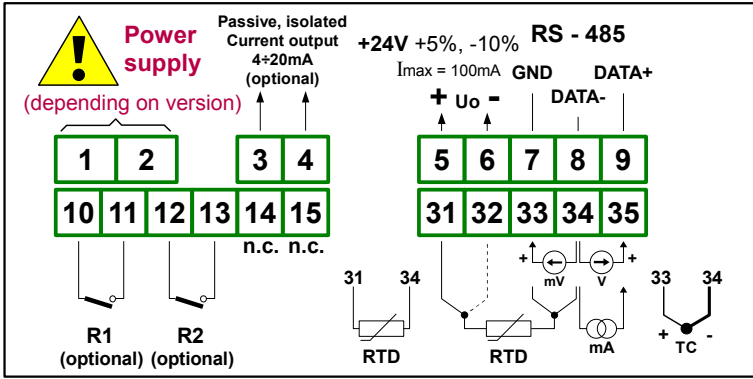 Power
supply
(depending on version)
Passive, isolated
Current output
4÷20mA
(optional)
+24V +5%, -10%
Imax = 100mA
+ Uo -
RS - 485
GND
DATA-
DATA+
1 2 3 4 5 6 7 8 9
10 11 12 13 14 15 31 32 33 34 35
n.c. n.c.
R1
(optional)
R2
(optional)
31 34
RTD
RTD
+ mV
V +
mA
33 34
+ TC -